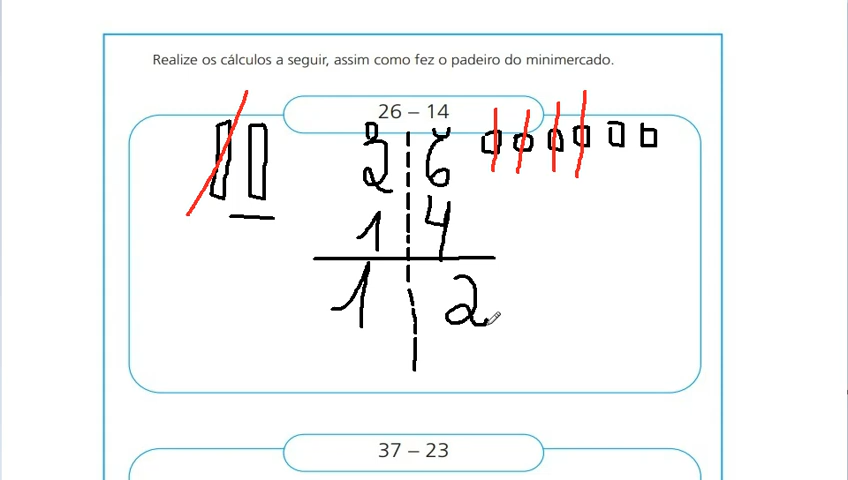 Realize os cálculos a seguir, assim como fez o padeiro do minimercado.
26 – 14
2 6
1 4
1 2
37 – 23